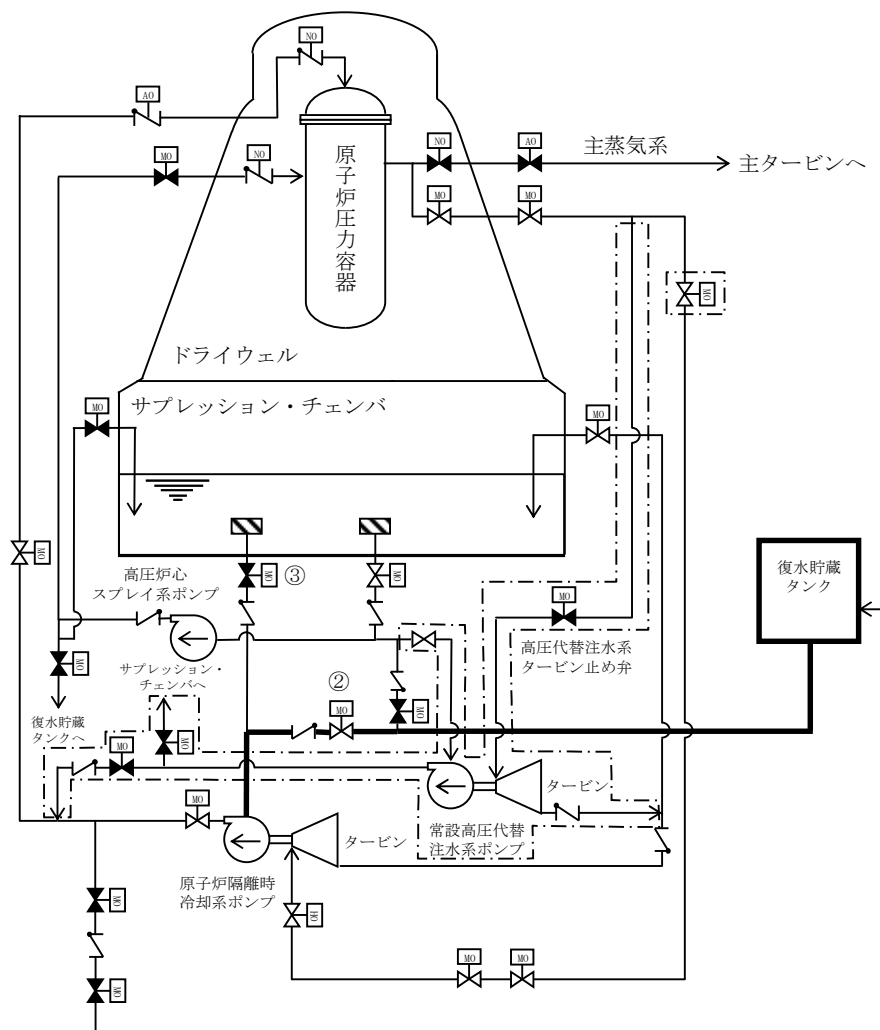 NO
AO
MO
NO
NO
AO
主蒸気系
主タービンへ
MO
MO
MO
原子炉圧力容器
ドライウェル
サプレッション・チェンバ
MO
MO
MO
MO
③
MO
高圧炉心
スプレイ系ポンプ
復水貯蔵
タンク
MO
高圧代替注水系
タービン止め弁
MO
サプレッション・
チェンバへ
②
MO
MO
復水貯蔵
タンクへ
MO
MO
タービン
MO
タービン
常設高圧代替
注水系ポンプ
原子炉隔離時
冷却系ポンプ
MO
HO
MO
MO
MO